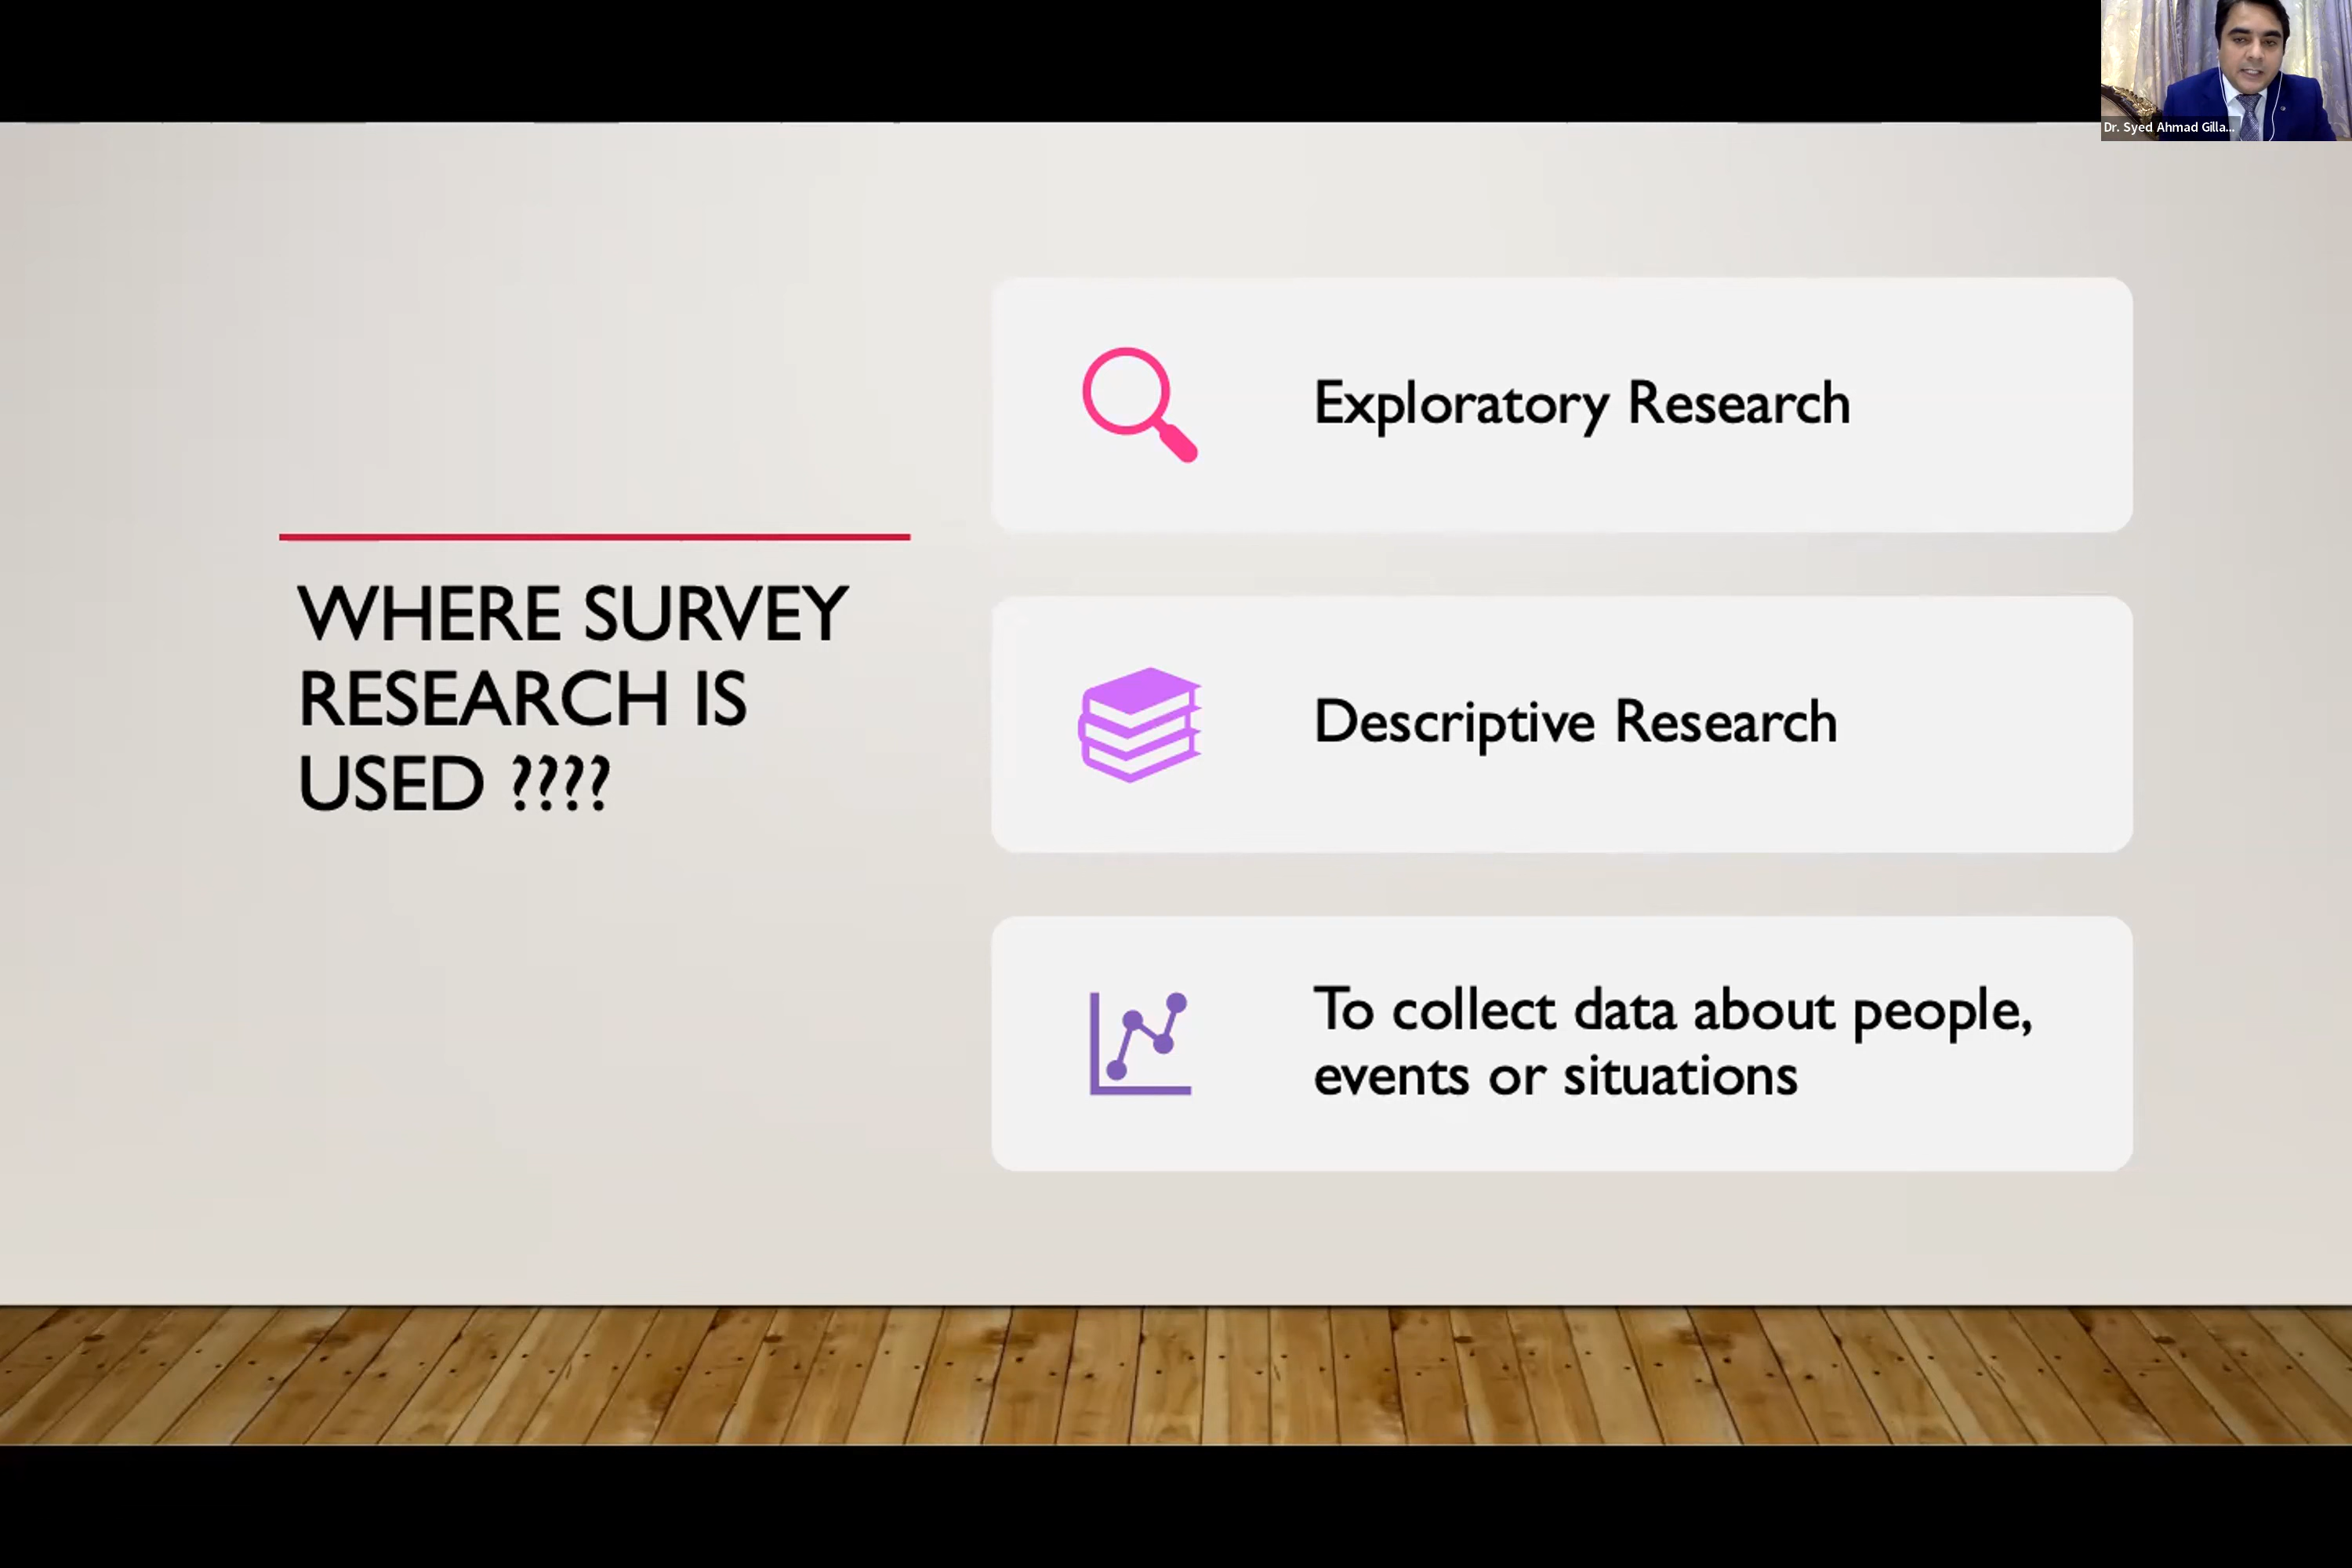 Dr. Syed Ahmad Gilla...
WHERE SURVEY
RESEARCH IS
USED ????
Exploratory Research
Descriptive Research
To collect data about people,
events or situations